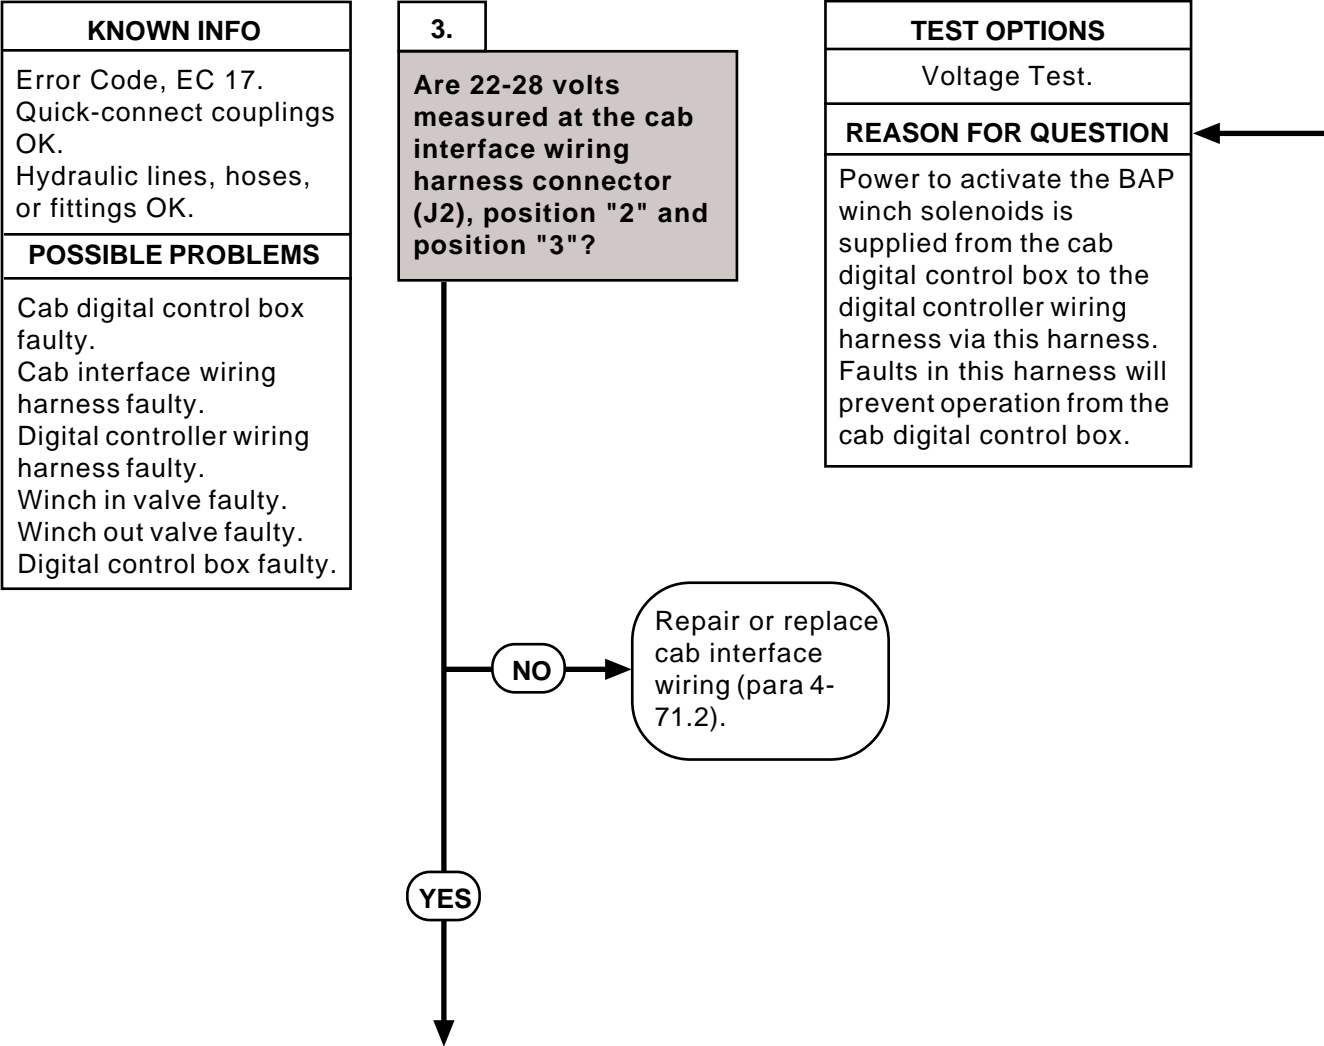 KNOWN INFO
Error Code, EC 17.
Quick-connect couplings
OK.
Hydraulic lines, hoses,
or fittings OK.
POSSIBLE PROBLEMS
Cab digital control box
faulty.
Cab interface wiring
harness faulty.
Digital controller wiring
harness faulty.
Winch in valve faulty.
Winch out valve faulty.
Digital control box faulty.
3.
Are 22-28 volts
measured at the cab
interface wiring
harness connector
(J2), position "2" and
position "3"?
TEST OPTIONS
Voltage Test.
REASON FOR QUESTION
Power to activate the BAP
winch solenoids is
supplied from the cab
digital control box to the
digital controller wiring
harness via this harness.
Faults in this harness will
prevent operation from the
cab digital control box.
NO
Repair or replace
cab interface
wiring (para 4-
71.2).
YES